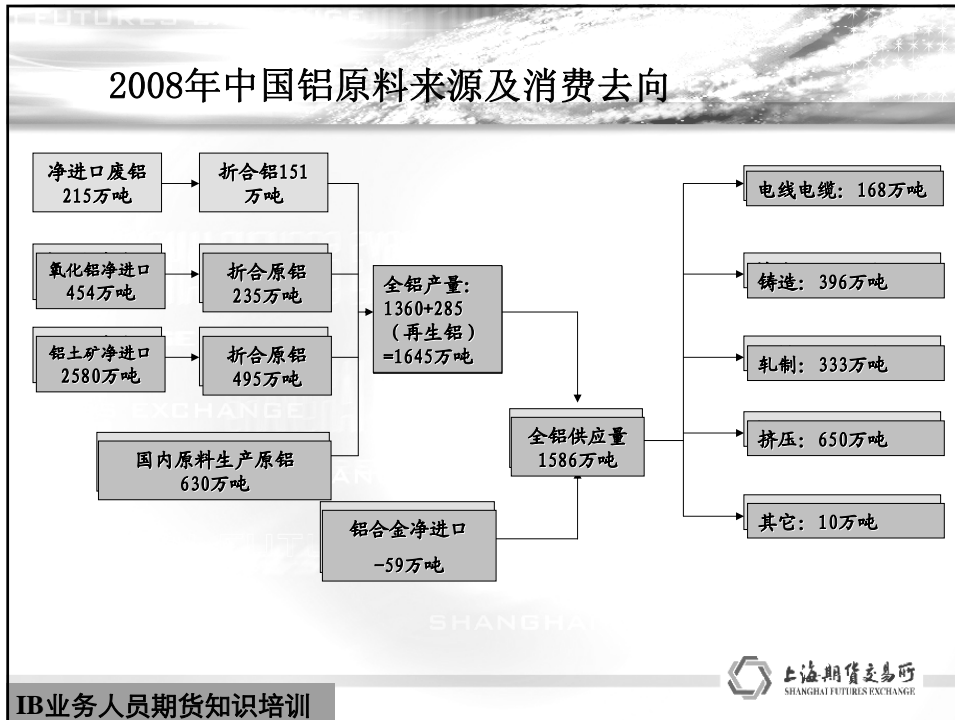 2008年中国铝原料来源及消费去向
净进口废铝
215万吨
折合铝151
万吨
氧化铝净进口
454万吨
折合原铝
235万吨
铝土矿净进口
2580万吨
折合原铝
495万吨
国内原料生产原铝
630万吨
全铝产量：
1360+285
（再生铝）
=1645万吨
铝合金净进口
-59万吨
全铝供应量
1586万吨
电线电缆：168万吨
铸造：396万吨
轧制：333万吨
挤压：650万吨
其它：10万吨
上海期货交易所
SHANGHAI FUTURES EXCHANGE
IB业务人员期货知识培训